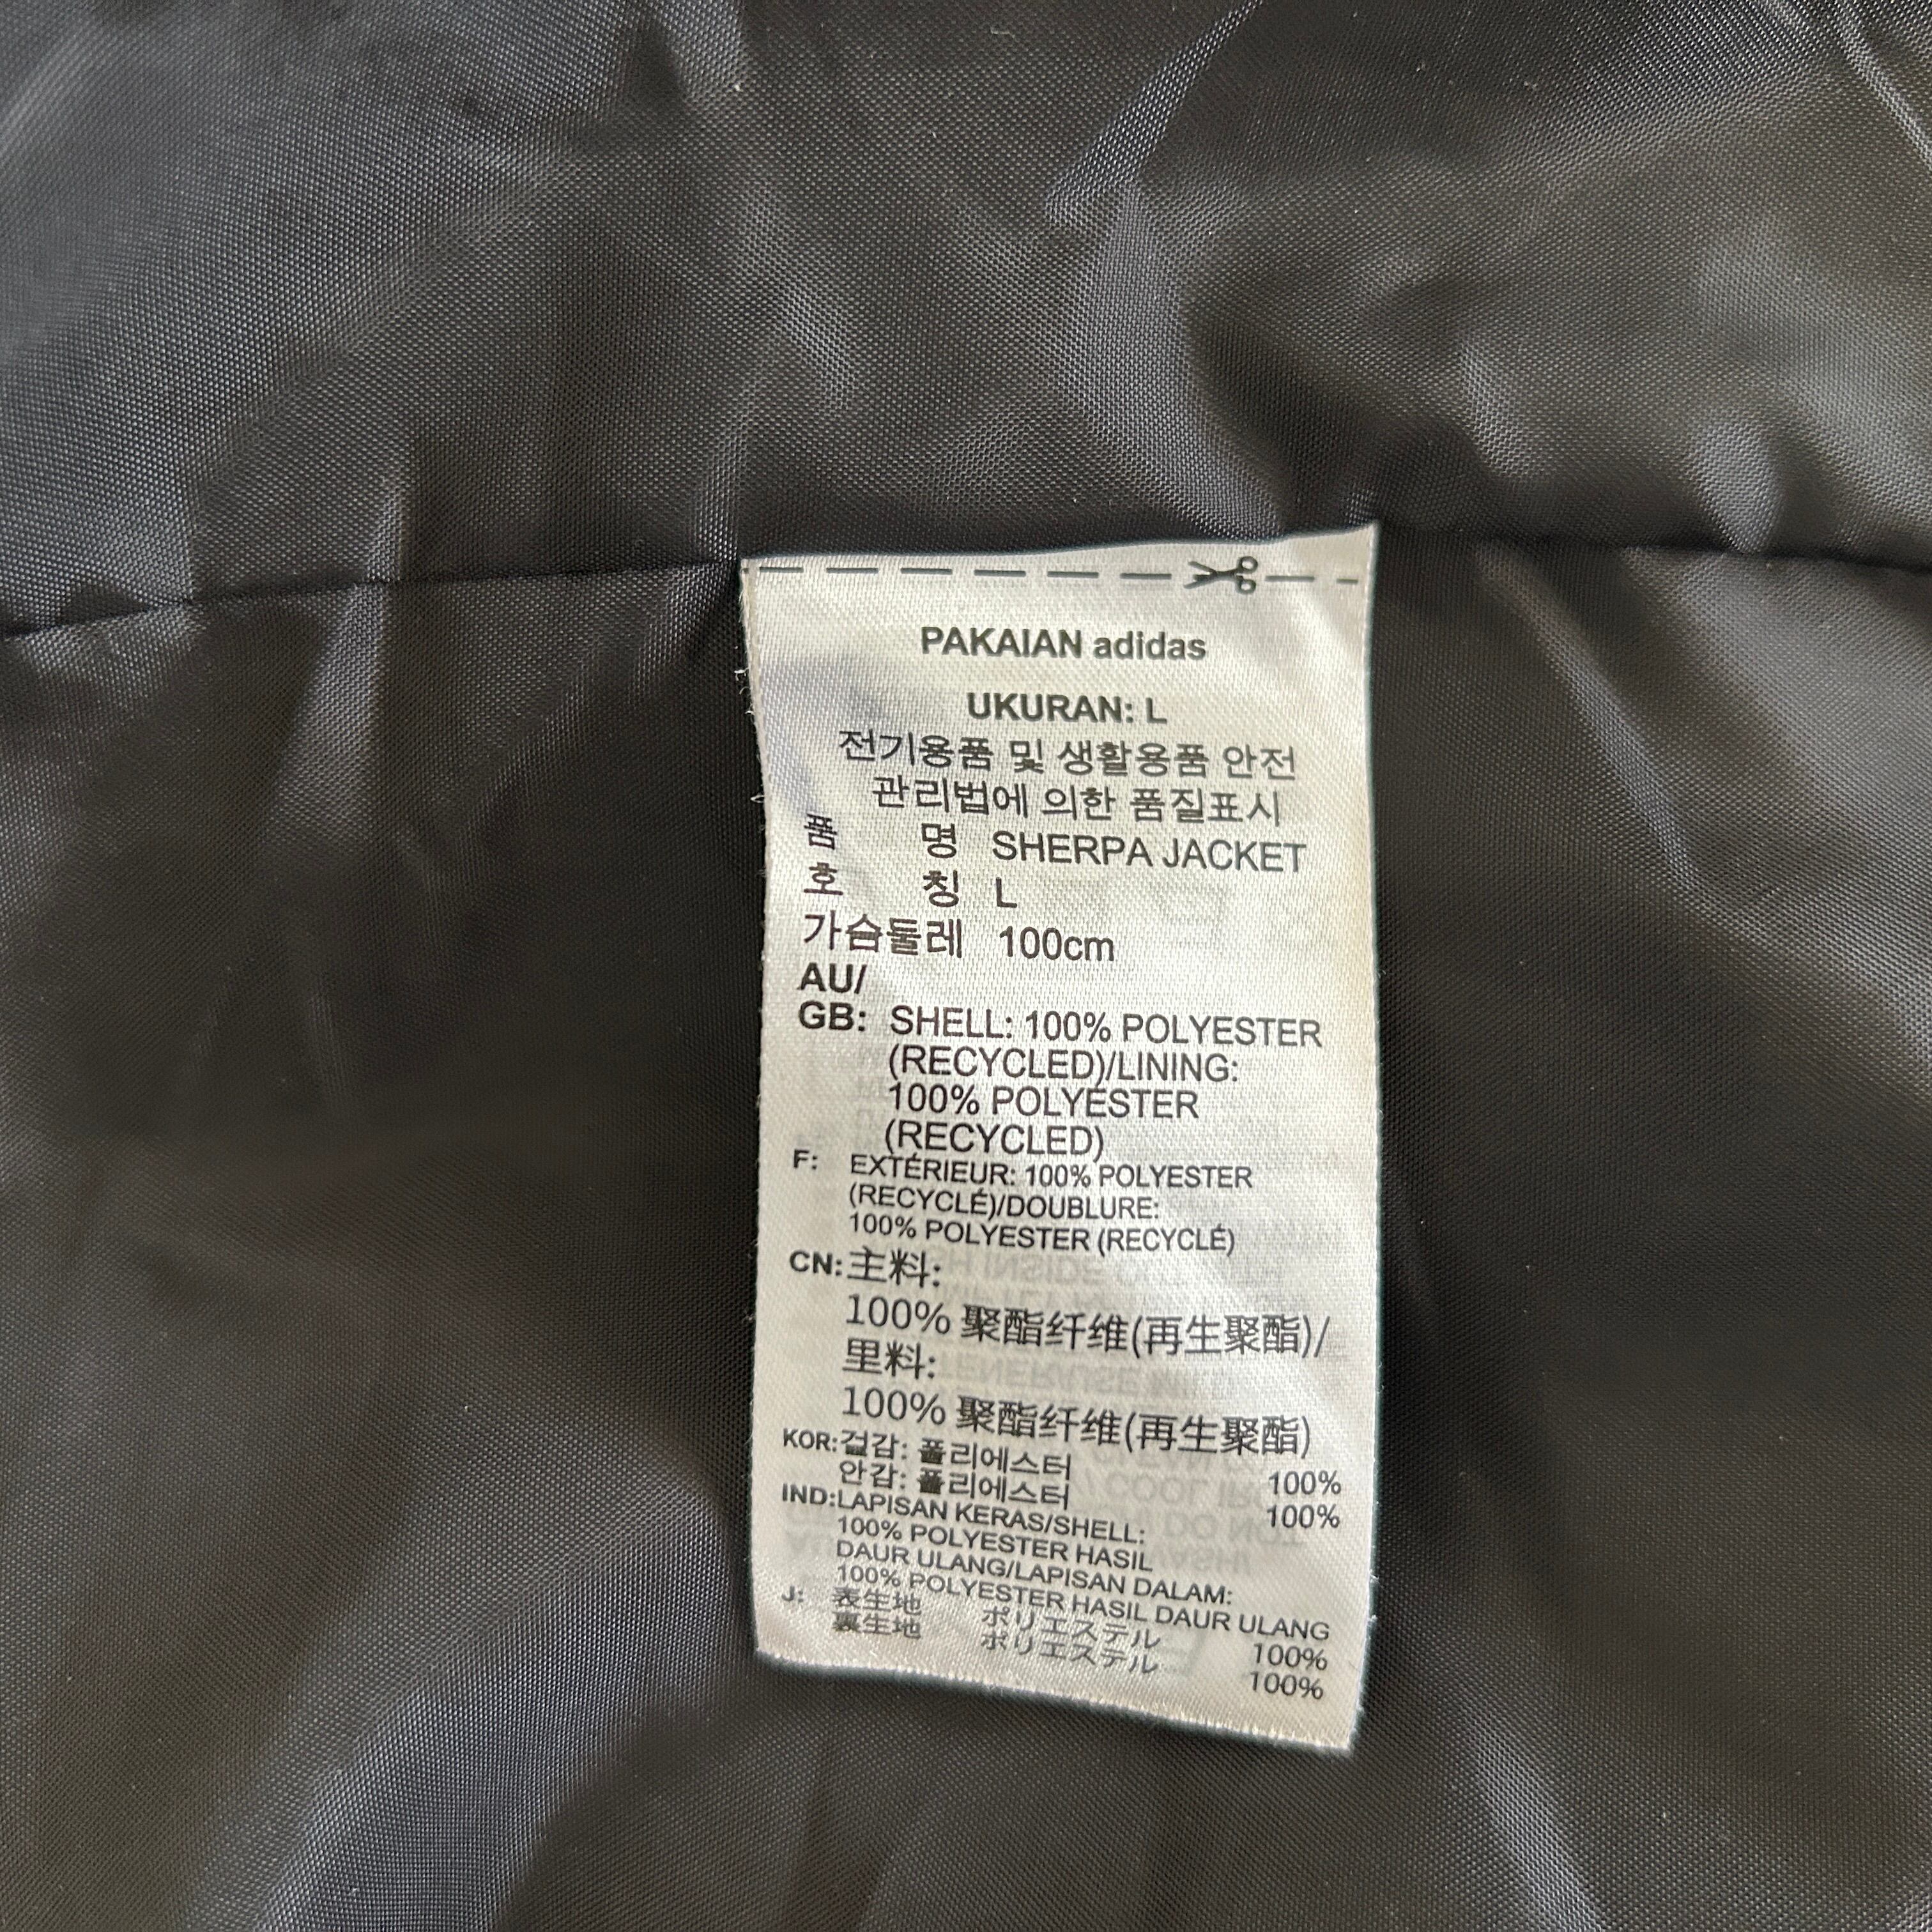 PAKAIAN adidas
UKURAN: L
전기용품 및 생활용품 안전
관리법에 의한 품질표시
품 명 SHERPA JACKET
호 칭 L
가슴둘레 100cm
AU/
GB: SHELL: 100% POLYESTER
(RECYCLED)/LINING:
100% POLYESTER
(RECYCLED)
F: EXTÉRIEUR: 100% POLYESTER
(RECYCLÉ)/DOUBLURE:
100% POLYESTER (RECYCLÉ)
CN: 主料:
100% 聚酯纤维(再生聚酯)/
里料:
100% 聚酯纤维(再生聚酯)
KOR: 겉감: 폴리에스터 100%
안감: 폴리에스터 100%
IND: LAPISAN KERAS/SHELL:
100% POLYESTER HASIL
DAUR ULANG/LAPISAN DALAM:
100% POLYESTER HASIL DAUR ULANG
J: 表生地 ポリエステル 100%
裏生地 ポリエステル 100%